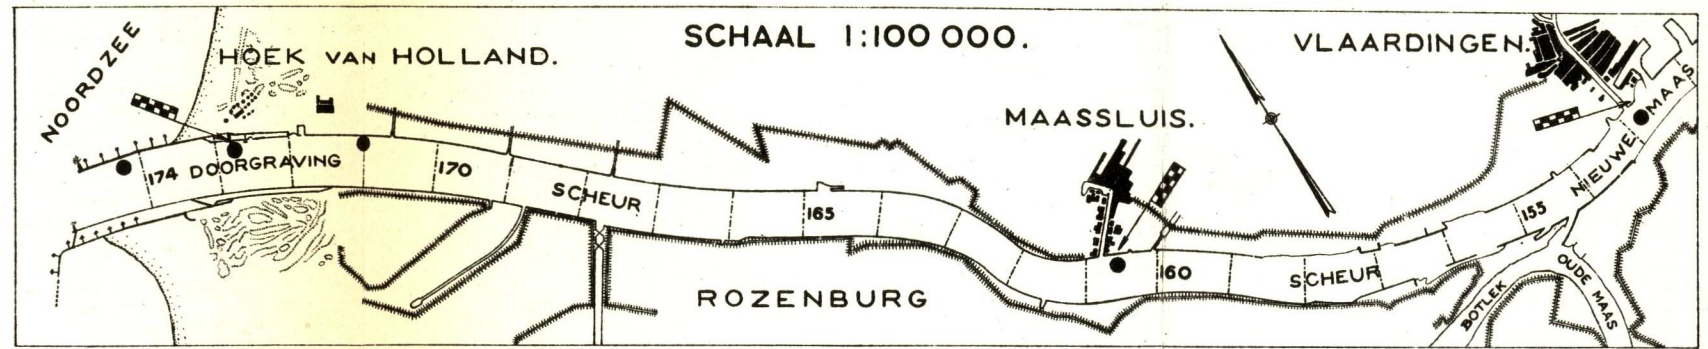 SCHAAL 1:100 000.
NOORDZEE
HOEK VAN HOLLAND.
VLAARDINGEN.
MAASSLUIS.
NIEUWE MAAS
174 DOORGRAVING
170
SCHEUR
165
160
SCHEUR
155
ROZENBURG
BOTLEK
OUDE MAAS